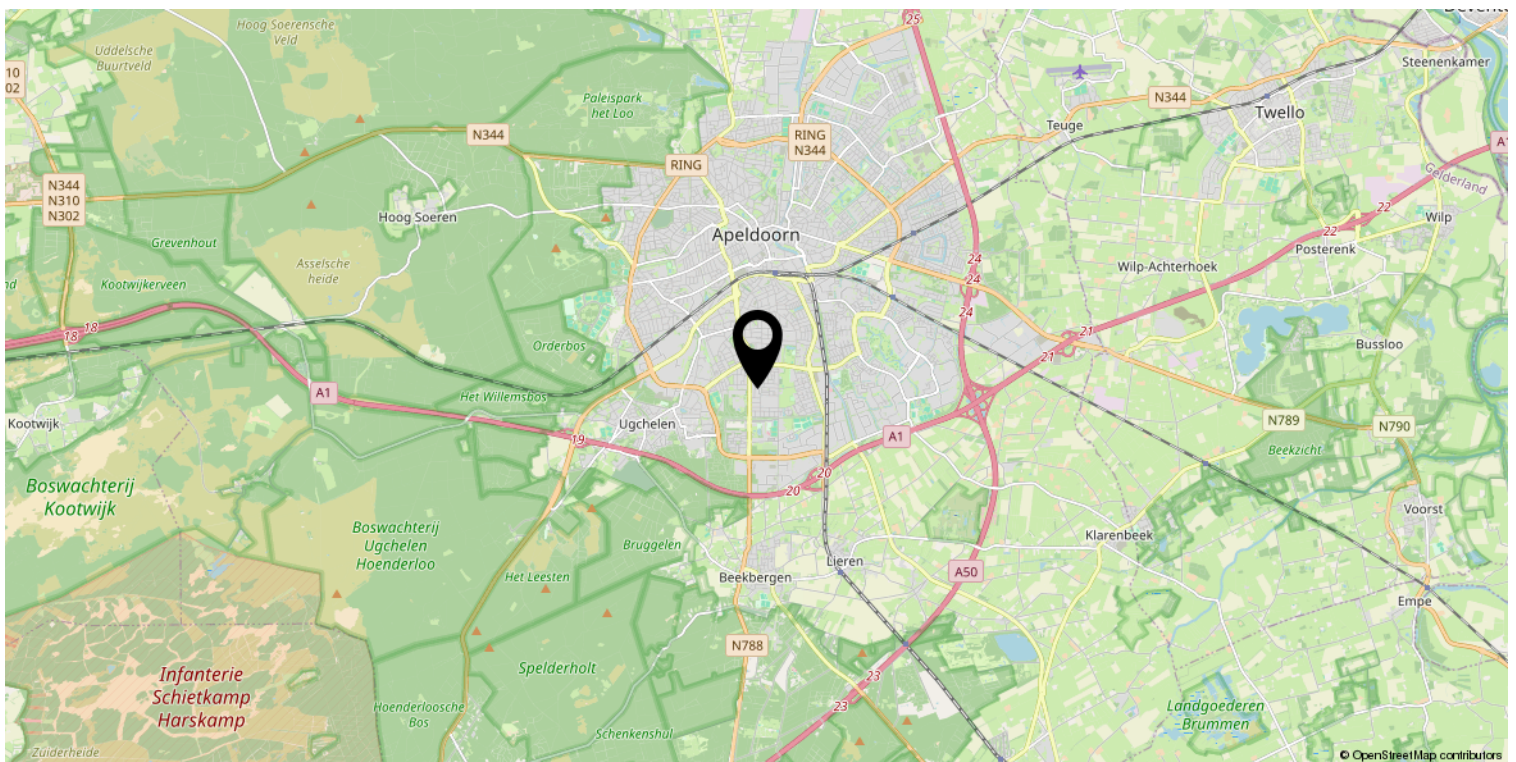 Hoog Soerensche
Veld
25
Uddelsche
Buurtveld
Steenenkamer
10
02
Paleispark
het Loo
N344
Twello
Teuge
N344
RING
N344
A1
RING
N344
N310
N302
Gelderland
22
Hoog Soeren
Wilp
22
Apeldoorn
Grevenhout
Posterenk
24
Asselsche
heide
Wilp-Achterhoek
24
Kootwijkerveen
nd
24
18
18
21
Orderbos
21
Bussloo
A1
Het Willemsbos
Kootwijk
Ugchelen
N789
N790
19
A1
Beekzicht
20
20
Boswachterij
Kootwijk
Voorst
Boswachterij
Ugchelen
Hoenderloo
Klarenbeek
Bruggelen
Lieren
A50
Het Leesten
Beekbergen
Empe
N788
Infanterie
Schietkamp
Harskamp
Spelderholt
23
23
Hoenderloosche
Bos
Landgoederen
Brummen
Schenkenshul
Zuiderheide
© OpenStreetMap contributors